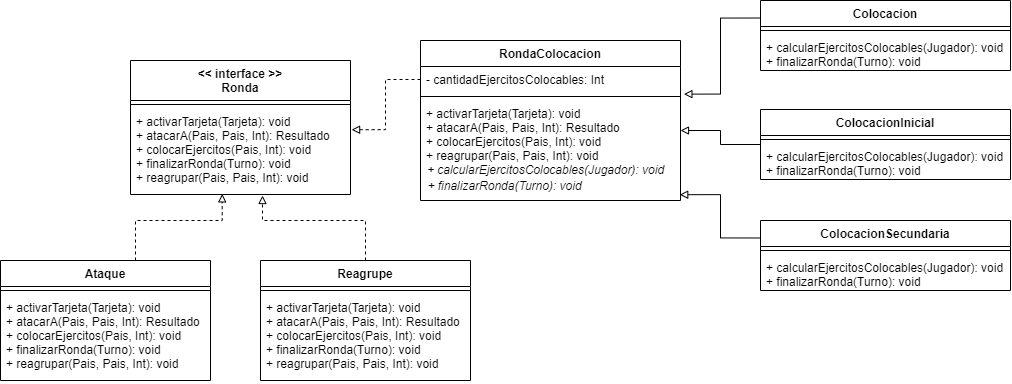 << interface >>
Ronda
+ activarTarjeta(Tarjeta): void
+ atacarA(Pais, Pais, Int): Resultado
+ colocarEjercitos(Pais, Int): void
+ finalizarRonda(Turno): void
+ reagrupar(Pais, Pais, Int): void
RondaColocacion
- cantidadEjercitosColocables: Int
+ activarTarjeta(Tarjeta): void
+ atacarA(Pais, Pais, Int): Resultado
+ colocarEjercitos(Pais, Int): void
+ reagrupar(Pais, Pais, Int): void
+ calcularEjercitosColocables(Jugador): void
+ finalizarRonda(Turno): void
Colocacion
+ calcularEjercitosColocables(Jugador): void
+ finalizarRonda(Turno): void
ColocacionInicial
+ calcularEjercitosColocables(Jugador): void
+ finalizarRonda(Turno): void
ColocacionSecundaria
+ calcularEjercitosColocables(Jugador): void
+ finalizarRonda(Turno): void
Ataque
+ activarTarjeta(Tarjeta): void
+ atacarA(Pais, Pais, Int): Resultado
+ colocarEjercitos(Pais, Int): void
+ finalizarRonda(Turno): void
+ reagrupar(Pais, Pais, Int): void
Reagrupe
+ activarTarjeta(Tarjeta): void
+ atacarA(Pais, Pais, Int): Resultado
+ colocarEjercitos(Pais, Int): void
+ finalizarRonda(Turno): void
+ reagrupar(Pais, Pais, Int): void